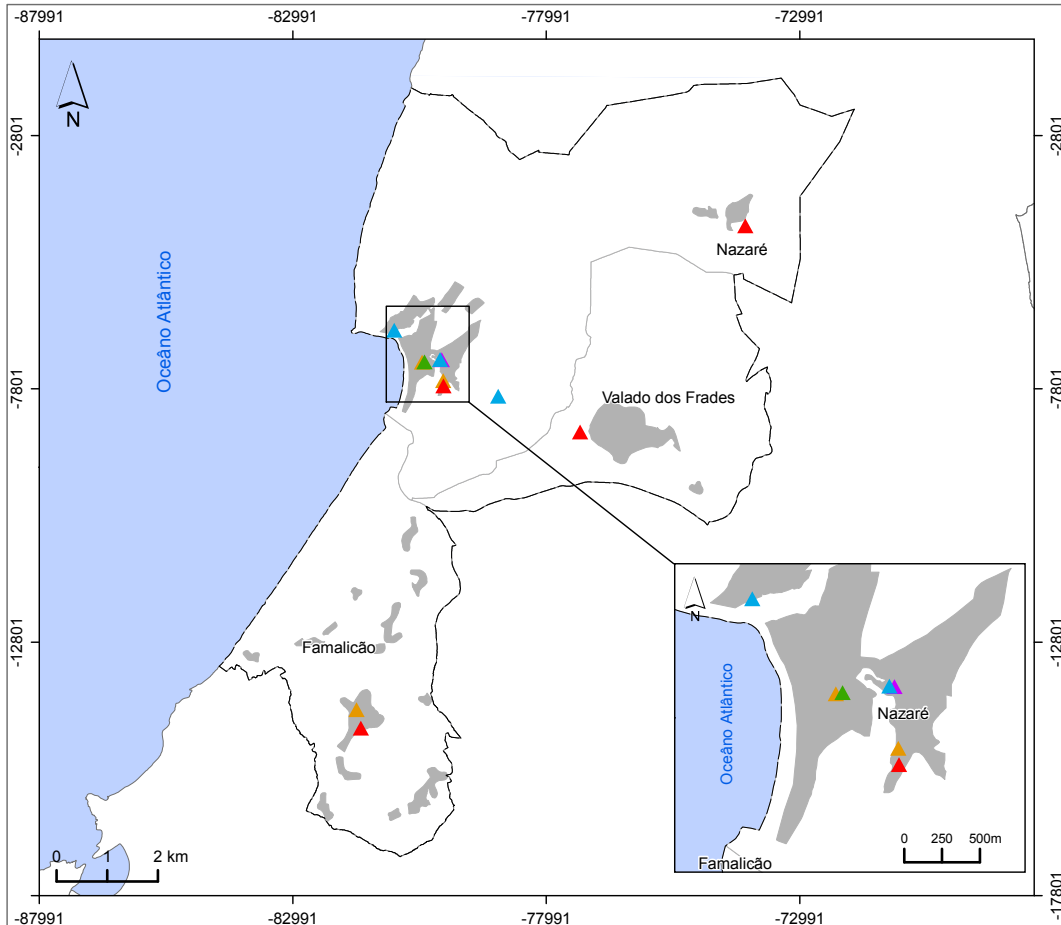 -87991
-82991
-77991
-72991
N
-2801
-2801
Nazaré
Oceâno Atlântico
-7801
-7801
Valado dos Frades
N
-12801
-12801
Famalicão
Oceâno Atlântico
Nazaré
0 250 500m
0 1 2 km
Famalicão
-17801
-17801
-87991
-82991
-77991
-72991